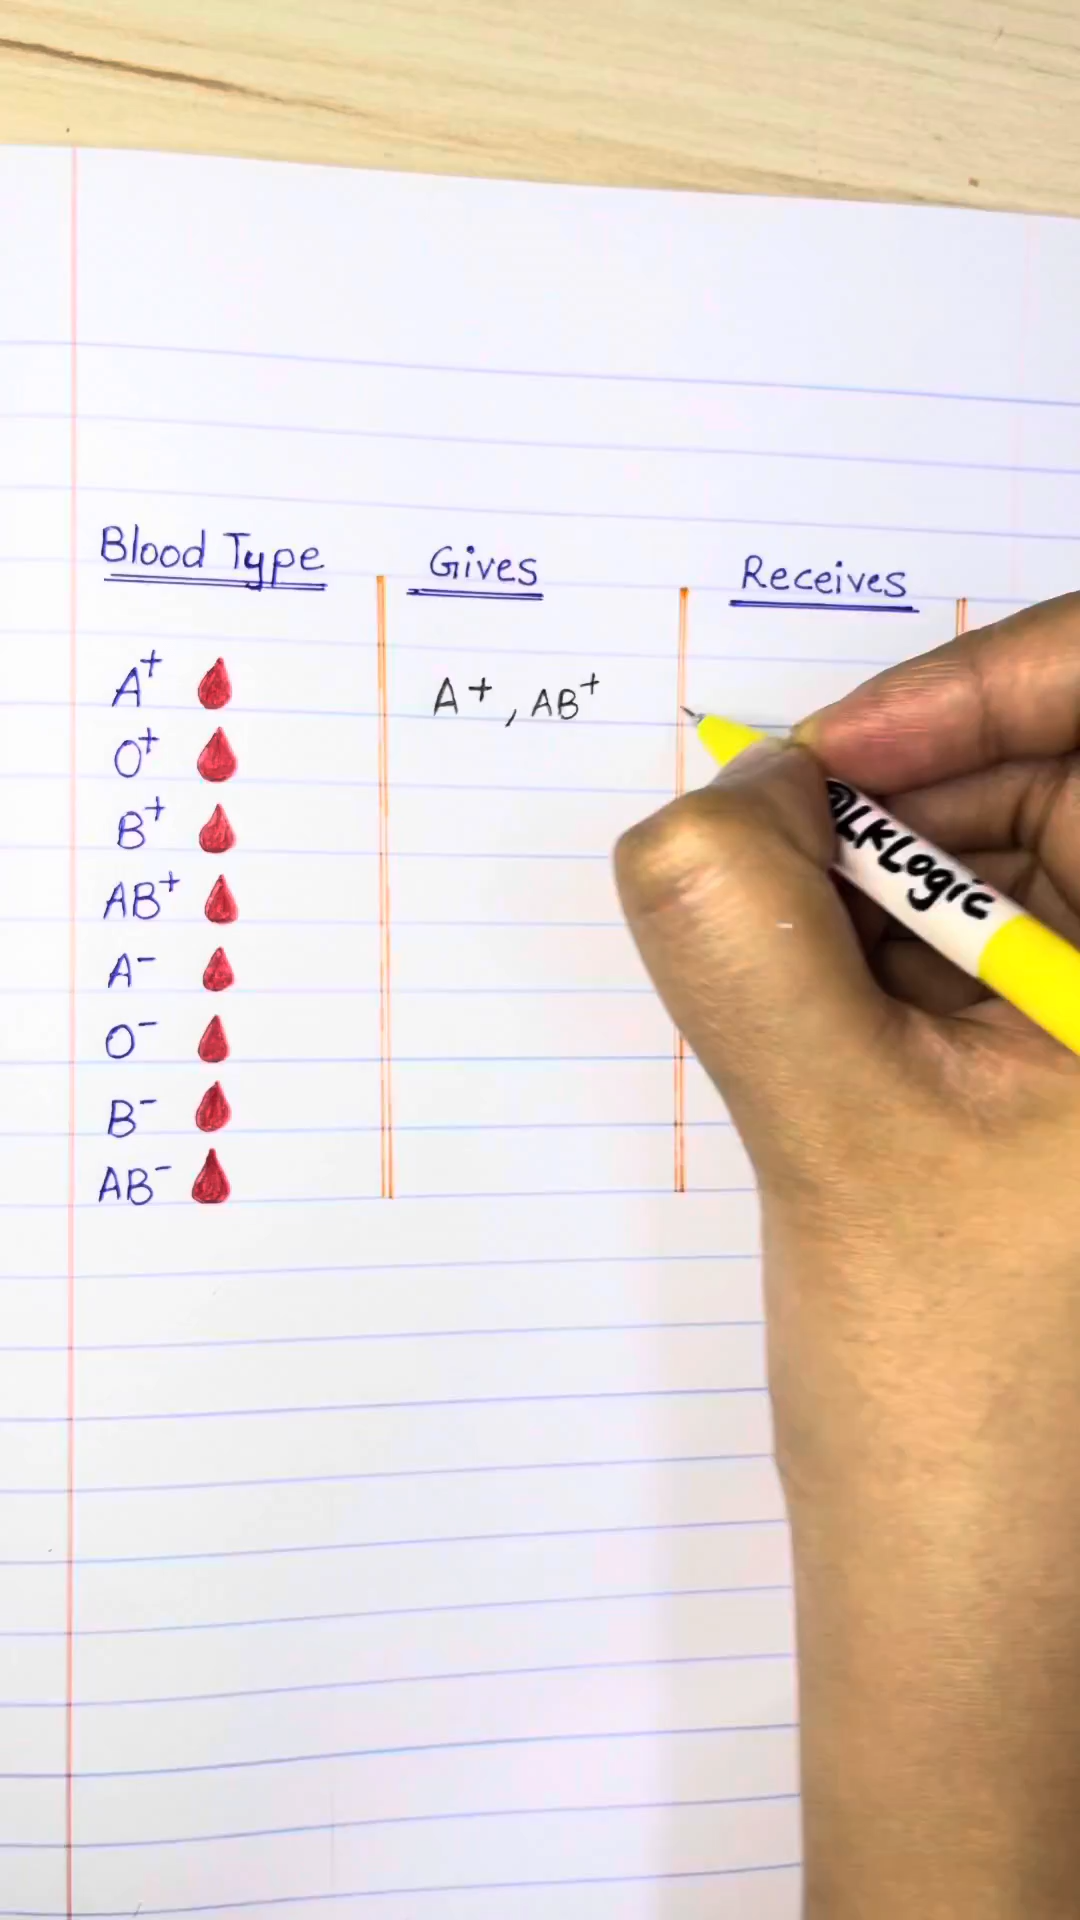 Blood Type Gives Receives
A+ A+, AB+
O+
B+
AB+
A-
O-
B-
AB-
@LKLogic